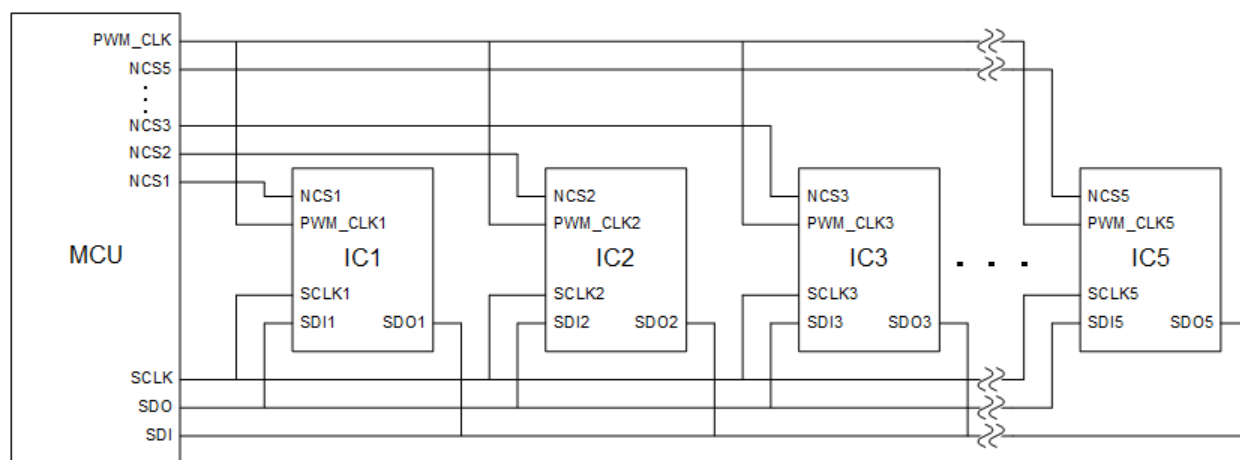 PWM_CLK
NCS5
NCS3
NCS2
NCS1
MCU
SCLK
SDO
SDI
NCS1
PWM_CLK1
IC1
SCLK1
SDI1 SDO1
NCS2
PWM_CLK2
IC2
SCLK2
SDI2 SDO2
NCS3
PWM_CLK3
IC3
SCLK3
SDI3 SDO3
. . .
NCS5
PWM_CLK5
IC5
SCLK5
SDI5 SDO5